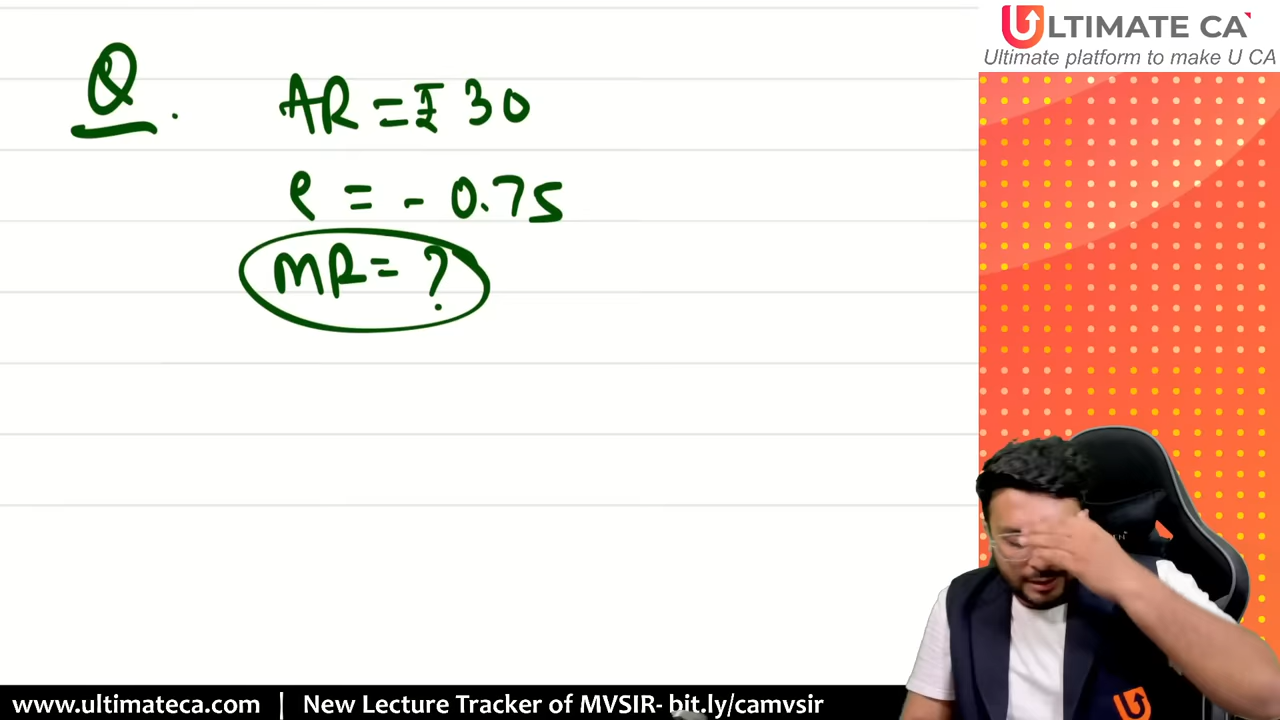 Q.
AR = ₹ 30
e = - 0.75
MR = ?
ULTIMATE CA
Ultimate platform to make U CA
www.ultimateca.com | New Lecture Tracker of MVSIR- bit.ly/camvsir